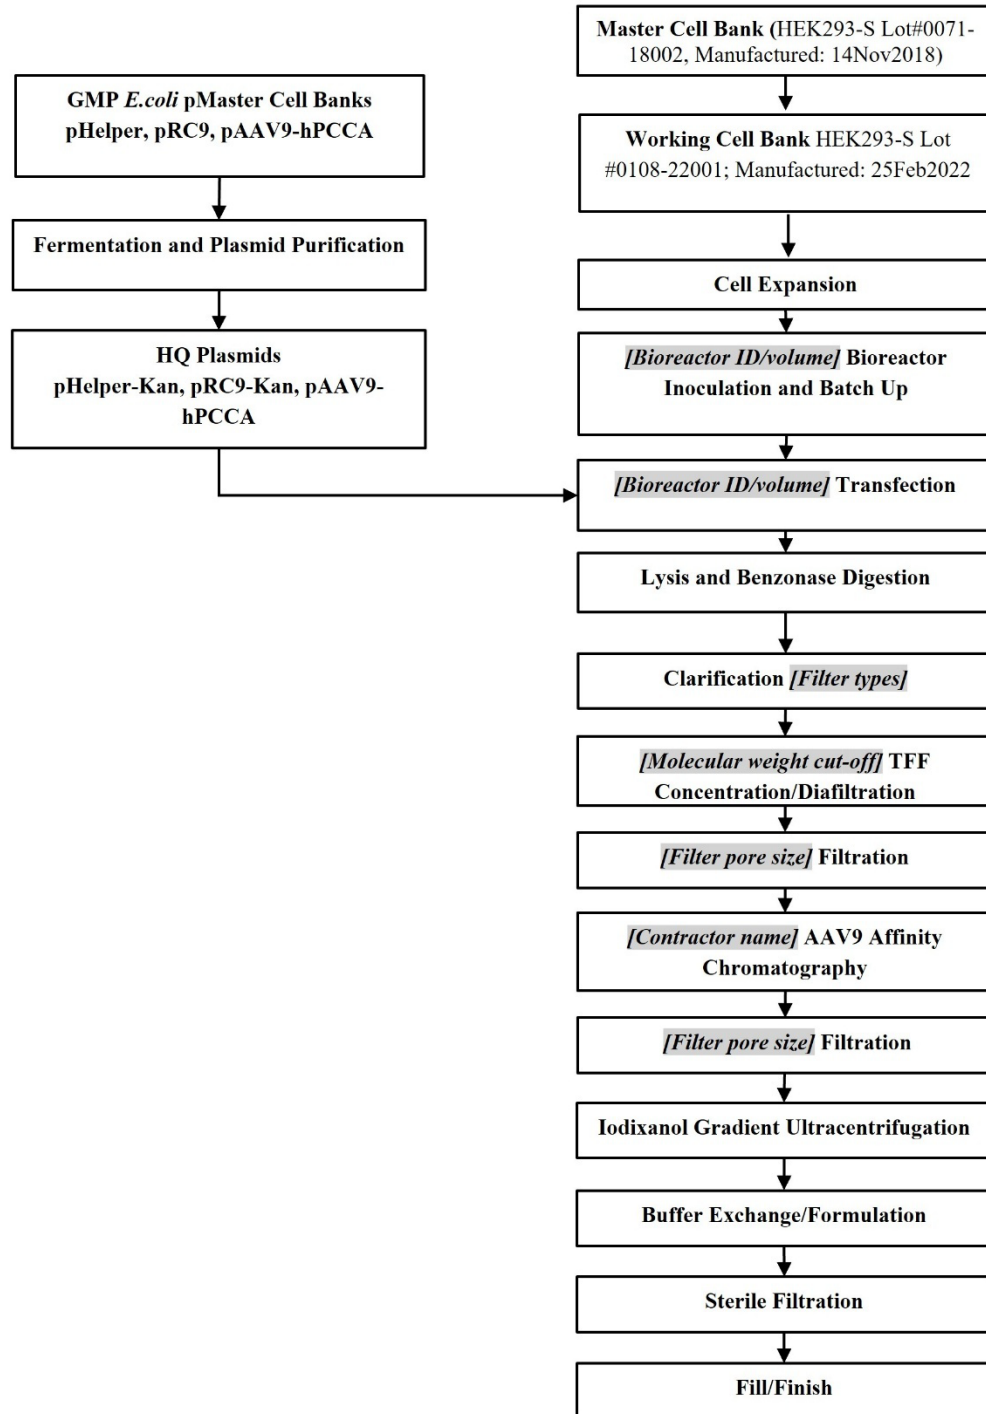 GMP E.coli pMaster Cell Banks
pHelper, pRC9, pAAV9-hPCCA
Fermentation and Plasmid Purification
HQ Plasmids
pHelper-Kan, pRC9-Kan, pAAV9-
hPCCA
Master Cell Bank (HEK293-S Lot#0071-
18002, Manufactured: 14Nov2018)
Working Cell Bank HEK293-S Lot
#0108-22001; Manufactured: 25Feb2022
Cell Expansion
[Bioreactor ID/volume] Bioreactor
Inoculation and Batch Up
[Bioreactor ID/volume] Transfection
Lysis and Benzonase Digestion
Clarification [Filter types]
[Molecular weight cut-off] TFF
Concentration/Diafiltration
[Filter pore size] Filtration
[Contractor name] AAV9 Affinity
Chromatography
[Filter pore size] Filtration
Iodixanol Gradient Ultracentrifugation
Buffer Exchange/Formulation
Sterile Filtration
Fill/Finish